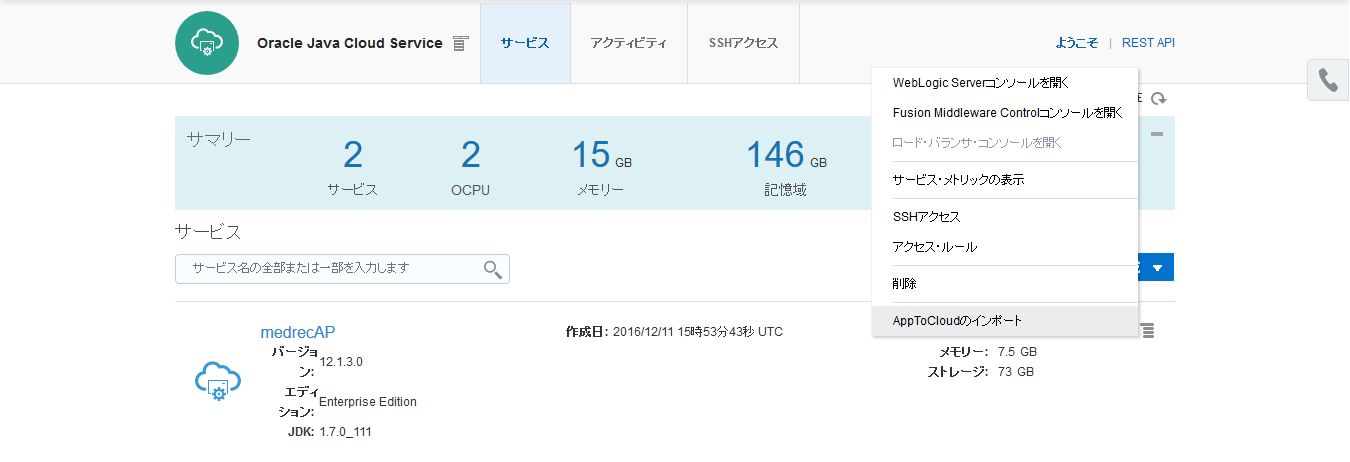 Oracle Java Cloud Service
サービス
アクティビティ
SSHアクセス
ようこそ | REST API
WebLogic Serverコンソールを開く
Fusion Middleware Controlコンソールを開く
ロード・バランサ・コンソールを開く
サービス・メトリックの表示
SSHアクセス
アクセス・ルール
削除
AppToCloudのインポート
サマリー
2
サービス
2
OCPU
15 GB
メモリー
146 GB
記憶域
サービス
サービス名の全部または一部を入力します
medrecAP
バージョン: 12.1.3.0
エディション: Enterprise Edition
JDK: 1.7.0_111
作成日: 2016/12/11 15時53分43秒 UTC
メモリー: 7.5 GB
ストレージ: 73 GB